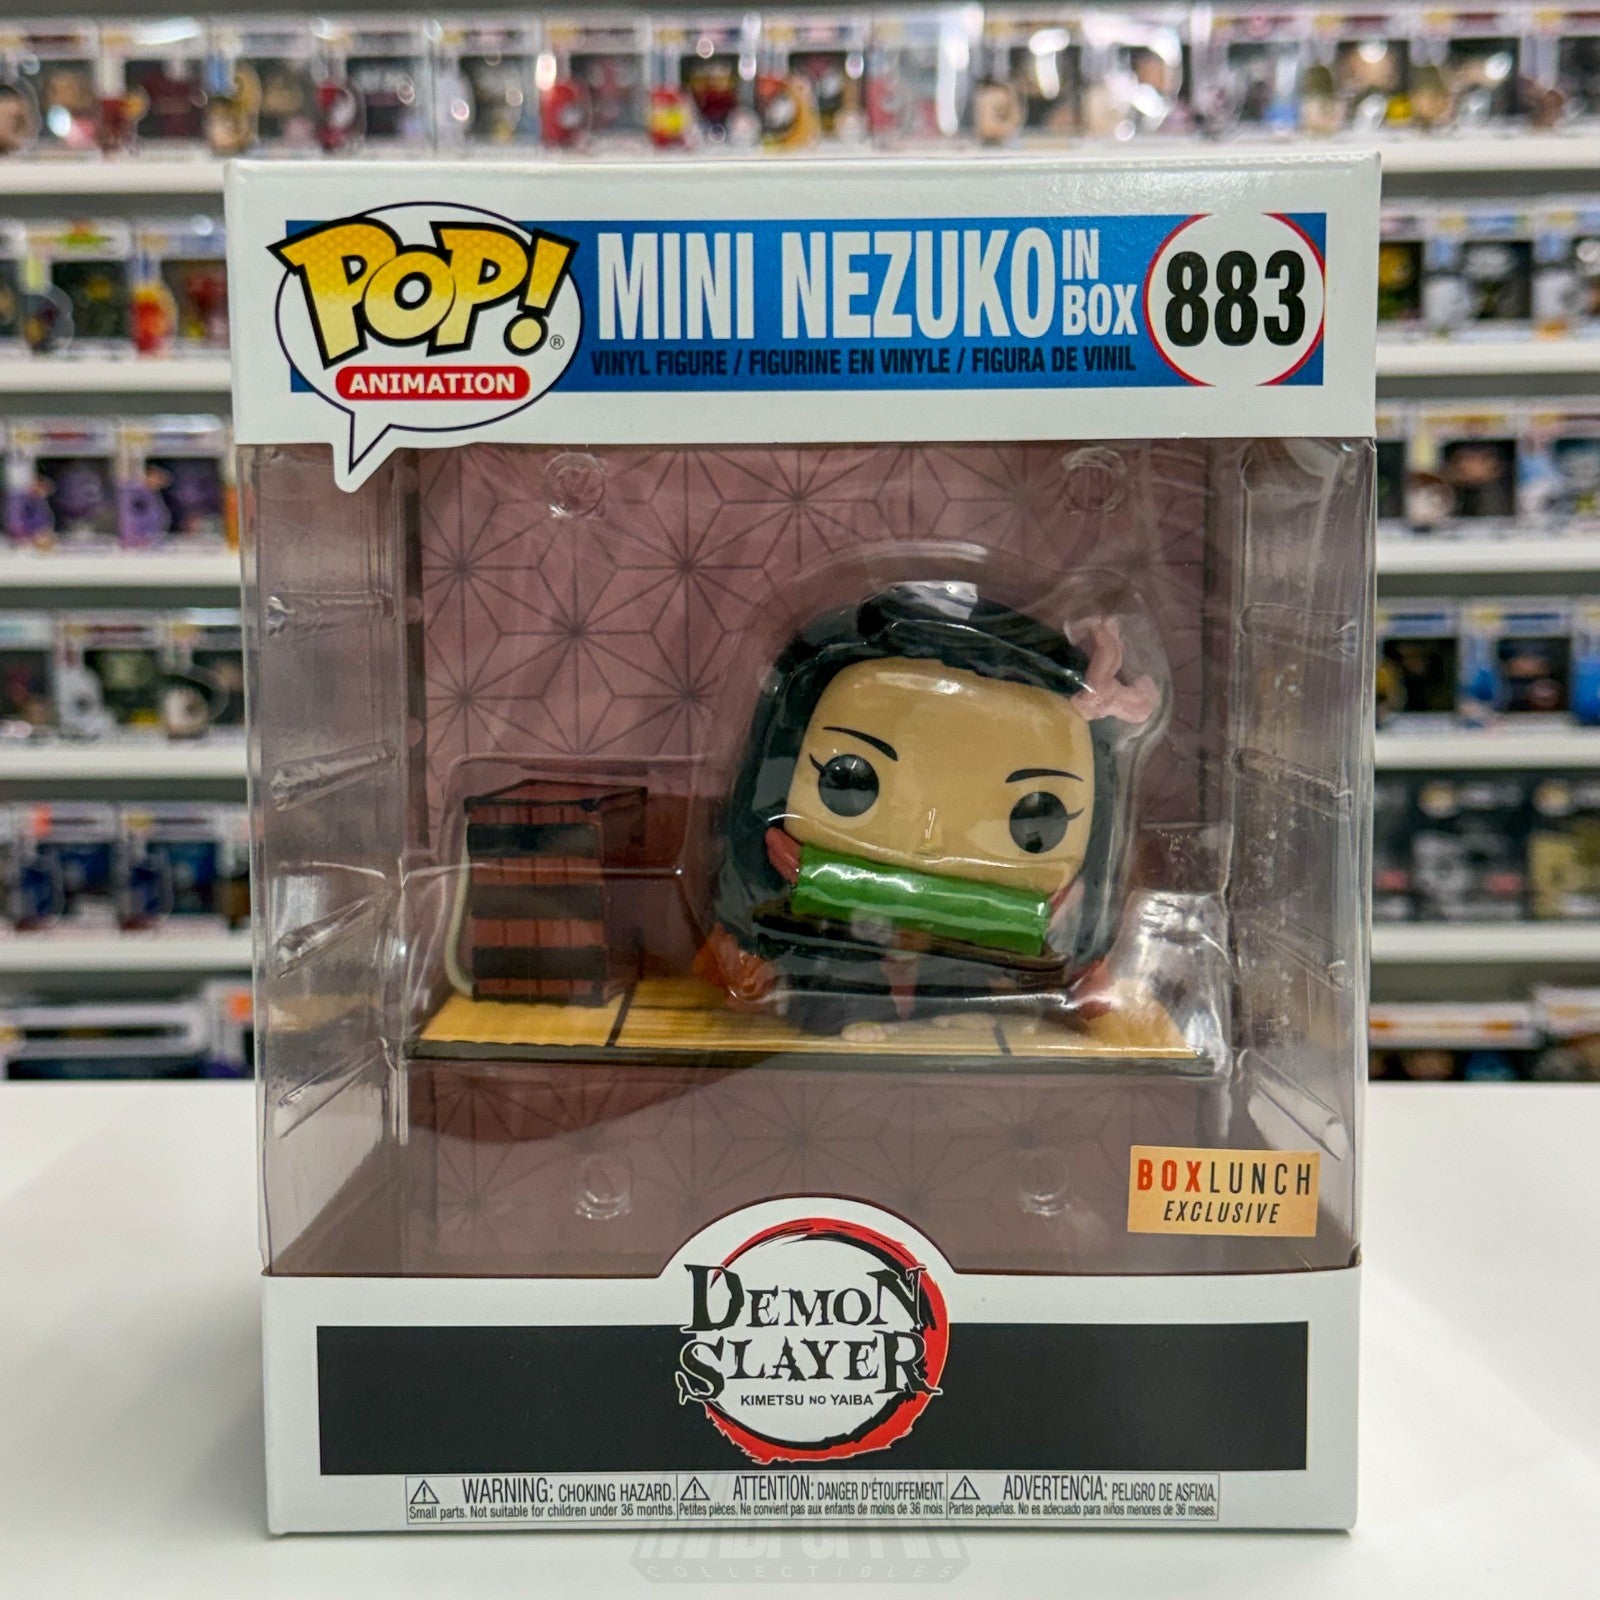 POP!®
ANIMATION
MINI NEZUKO IN BOX
VINYL FIGURE / FIGURINE EN VINYLE / FIGURA DE VINIL
883
BOXLUNCH
EXCLUSIVE
DEMON
SLAYER
KIMETSU NO YAIBA
WARNING: CHOKING HAZARD.
Small parts. Not suitable for children under 36 months.
ATTENTION: DANGER D'ÉTOUFFEMENT.
Petites pièces. Ne convient pas aux enfants de moins de 36 mois.
ADVERTENCIA: PELIGRO DE ASFIXIA.
Partes pequeñas. No es adecuado para niños menores de 36 meses.
COLLECTIBLES